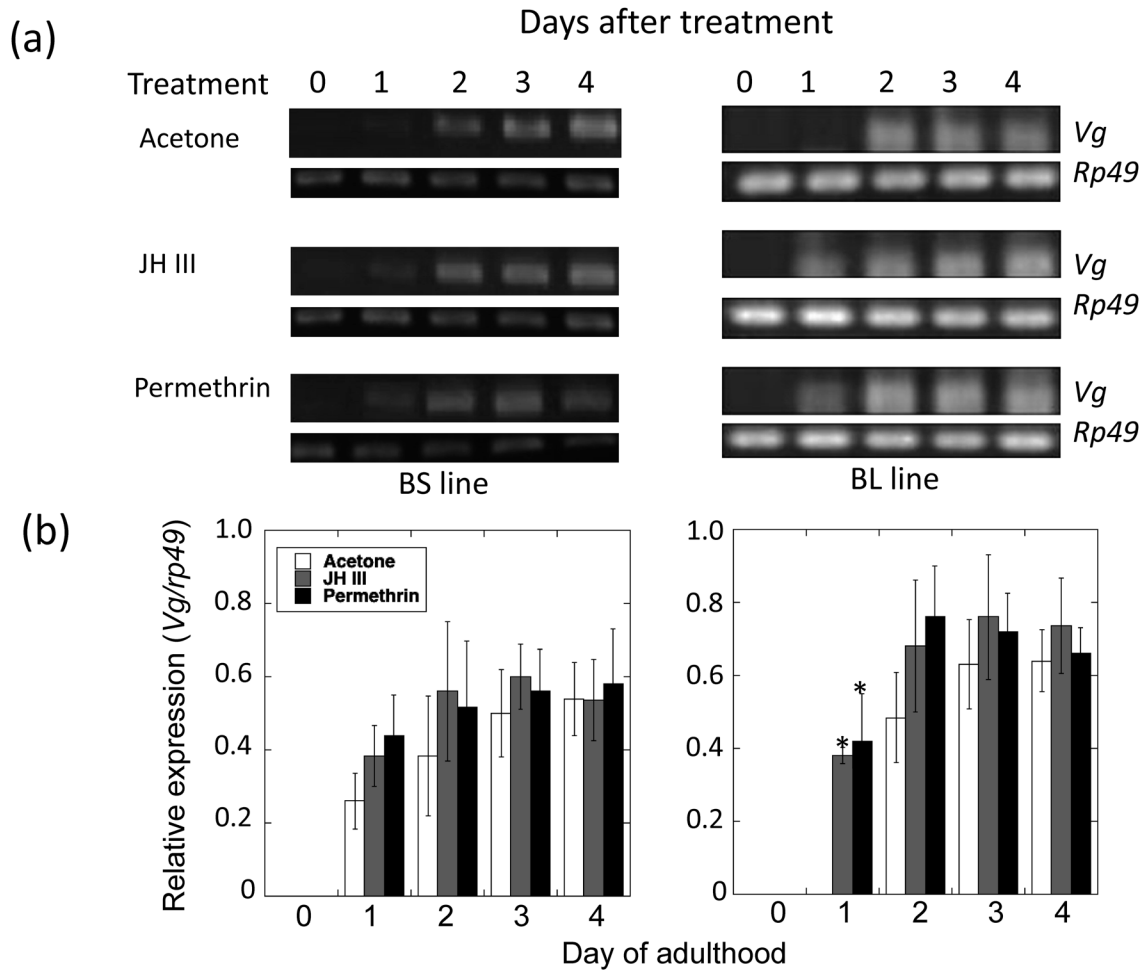 (a)
Days after treatment
Treatment 0 1 2 3 4 0 1 2 3 4
Acetone
Vg
Rp49
JH III
Vg
Rp49
Permethrin
Vg
Rp49
BS line
BL line
(b)
Relative expression (Vg/rp49)
1.0
0.8
0.6
0.4
0.2
0
Acetone
JH III
Permethrin
0 1 2 3 4
1.0
0.8
0.6
0.4
0.2
0
* *
0 1 2 3 4
Day of adulthood